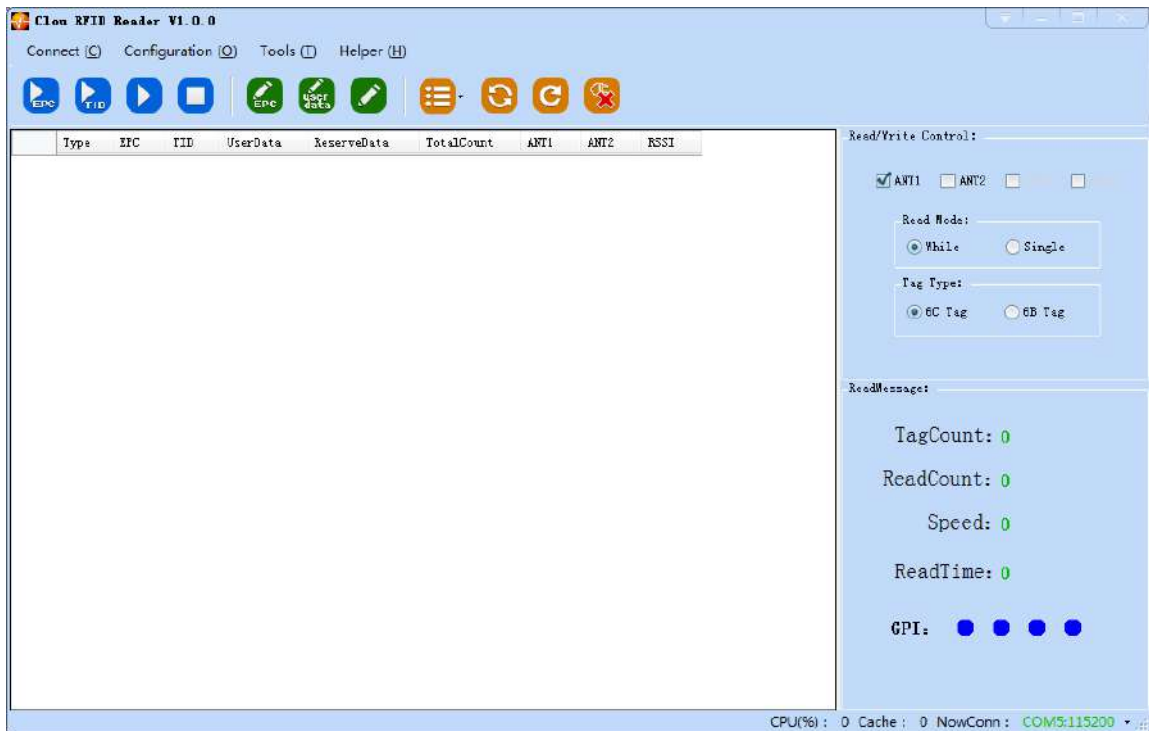 Clou RFID Reader V1.0.0
Connect (C) Configuration (O) Tools (T) Helper (H)
EPC TID EPC user data
Type EPC TID UserData ReserveData TotalCount ANT1 ANT2 RSSI
Read/Write Control:
ANT1 ANT2
Read Mode:
While Single
Tag Type:
6C Tag 6B Tag
ReadMessage:
TagCount: 0
ReadCount: 0
Speed: 0
ReadTime: 0
GPI:
CPU(%) : 0 Cache : 0 NowConn : COM5:115200